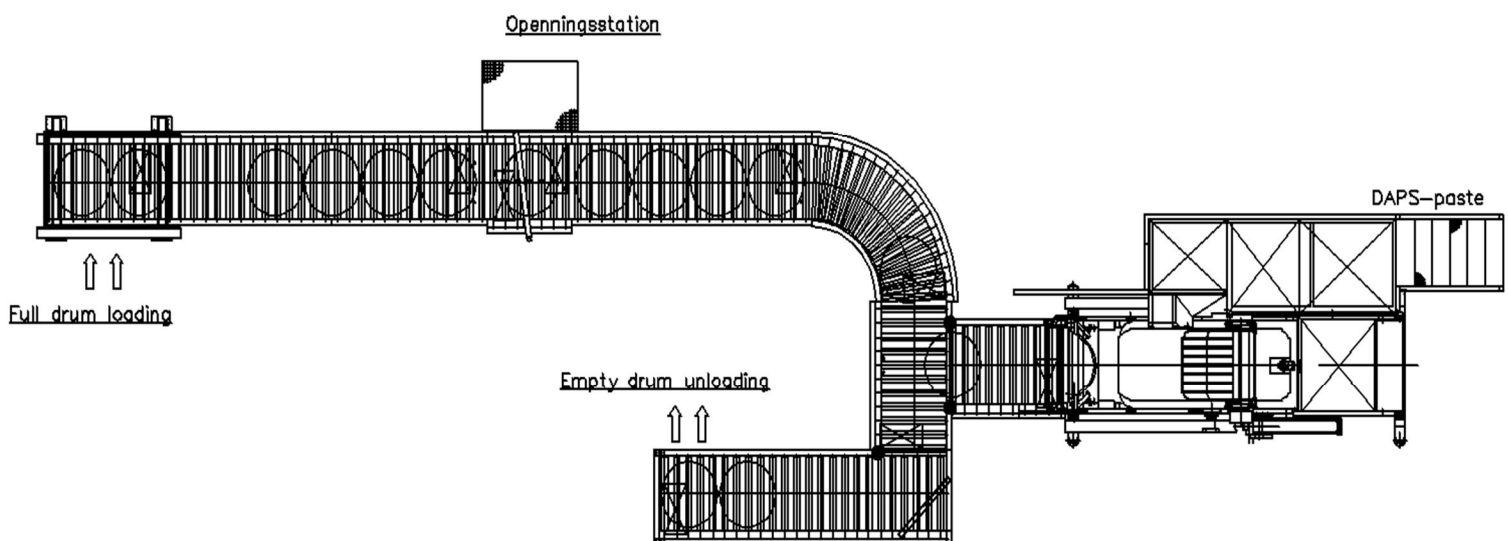 Openningsstation
DAPS-paste
Full drum loading
Empty drum unloading